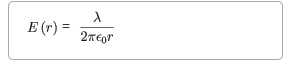 E (r) = λ / 2πϵ₀r